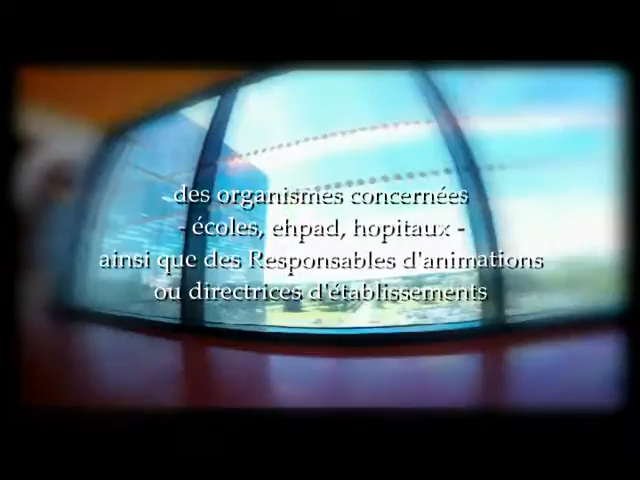 des organismes concernées
- écoles, ehpad, hopitaux -
ainsi que des Responsables d'animations
ou directrices d'établissements